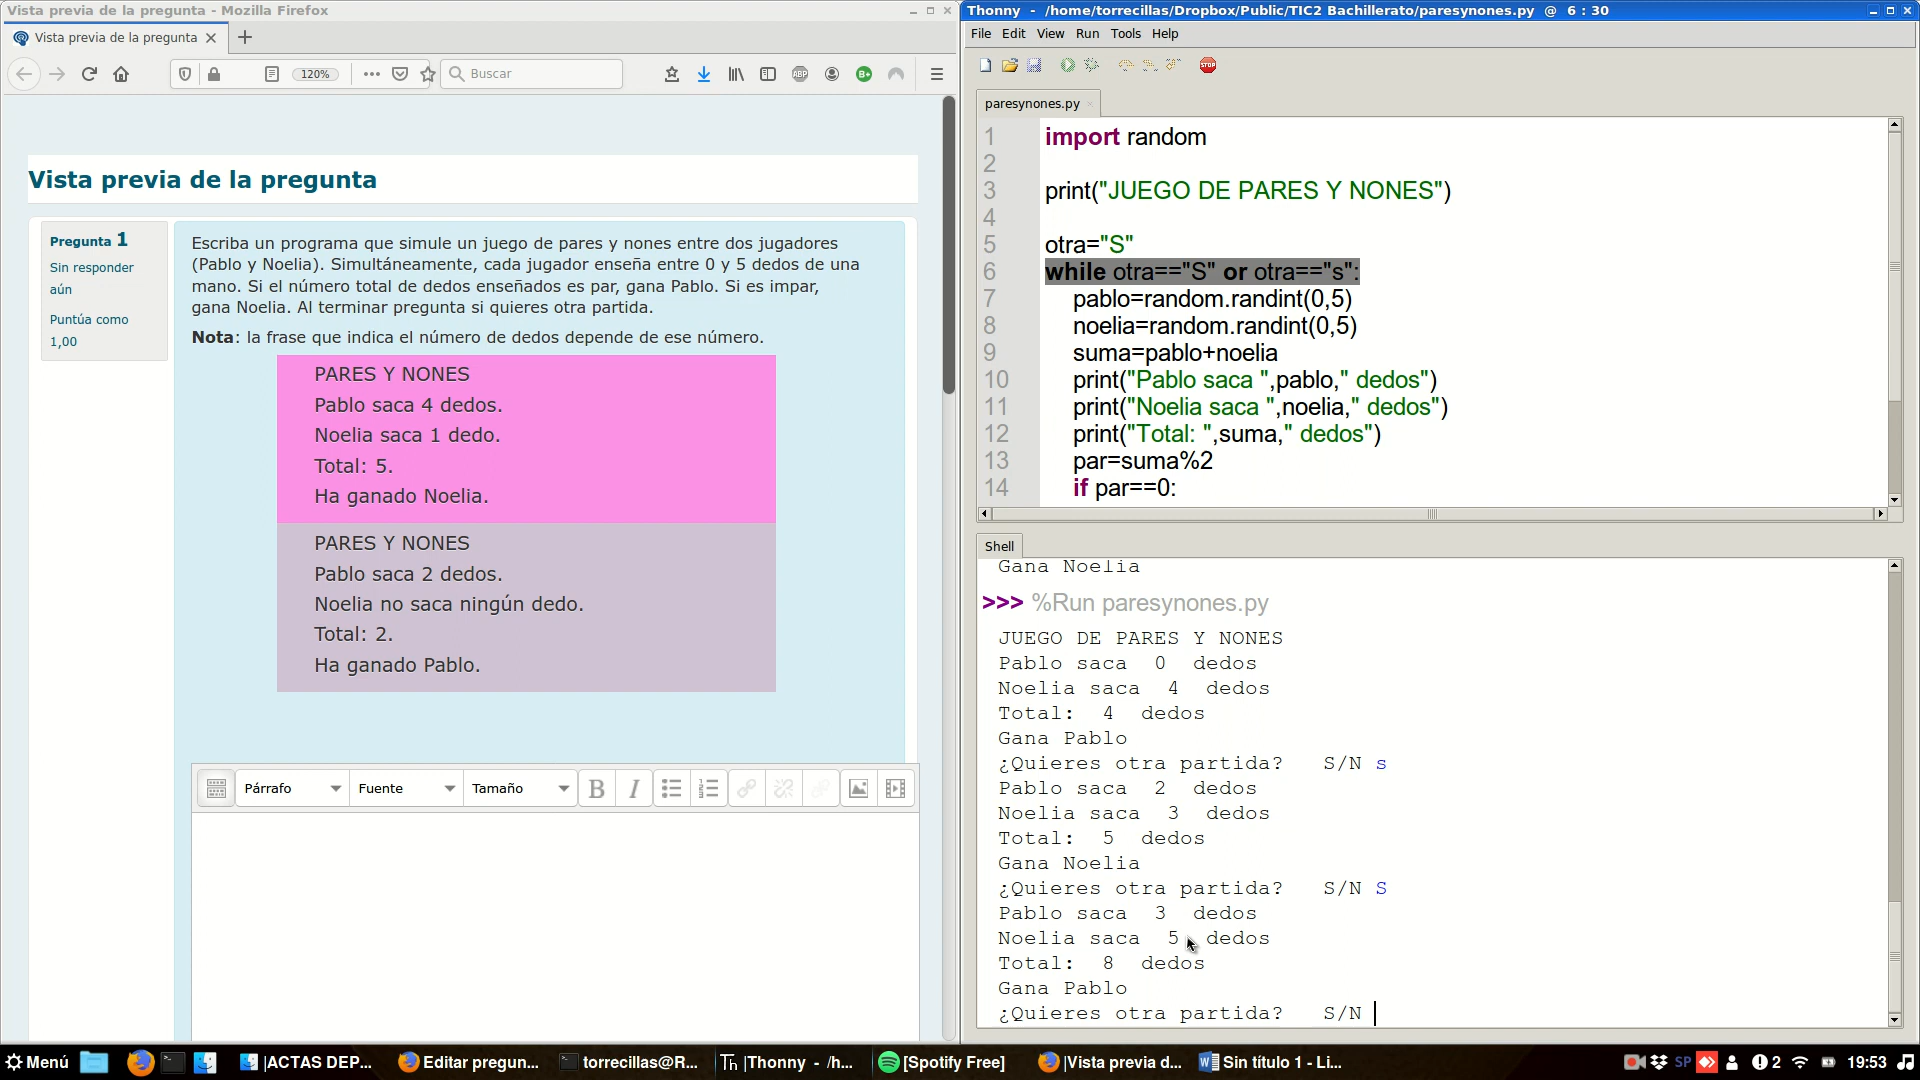 Vista previa de la pregunta - Mozilla Firefox
Vista previa de la pregunta
120%
Buscar
ABP
B+
Vista previa de la pregunta
Pregunta 1
Sin responder
aún
Puntúa como
1,00
Escriba un programa que simule un juego de pares y nones entre dos jugadores
(Pablo y Noelia). Simultáneamente, cada jugador enseña entre 0 y 5 dedos de una
mano. Si el número total de dedos enseñados es par, gana Pablo. Si es impar,
gana Noelia. Al terminar pregunta si quieres otra partida.
Nota: la frase que indica el número de dedos depende de ese número.
PARES Y NONES
Pablo saca 4 dedos.
Noelia saca 1 dedo.
Total: 5.
Ha ganado Noelia.
PARES Y NONES
Pablo saca 2 dedos.
Noelia no saca ningún dedo.
Total: 2.
Ha ganado Pablo.
Párrafo
Fuente
Tamaño
B
I
Thonny - /home/torrecillas/Dropbox/Public/TIC2 Bachillerato/paresynones.py @ 6 : 30
File Edit View Run Tools Help
STOP
paresynones.py
1 import random
2
3 print("JUEGO DE PARES Y NONES")
4
5 otra="S"
6 while otra=="S" or otra=="s":
7 pablo=random.randint(0,5)
8 noelia=random.randint(0,5)
9 suma=pablo+noelia
10 print("Pablo saca ",pablo," dedos")
11 print("Noelia saca ",noelia," dedos")
12 print("Total: ",suma," dedos")
13 par=suma%2
14 if par==0:
Shell
Gana Noelia
>>> %Run paresynones.py
JUEGO DE PARES Y NONES
Pablo saca  0  dedos
Noelia saca  4  dedos
Total:  4  dedos
Gana Pablo
¿Quieres otra partida?   S/N s
Pablo saca  2  dedos
Noelia saca  3  dedos
Total:  5  dedos
Gana Noelia
¿Quieres otra partida?   S/N S
Pablo saca  3  dedos
Noelia saca  5  dedos
Total:  8  dedos
Gana Pablo
¿Quieres otra partida?   S/N
Menú
|ACTAS DEP...
Editar pregun...
torrecillas@R...
Th |Thonny - /h...
[Spotify Free]
|Vista previa d...
W Sin título 1 - Li...
SP
2
19:53